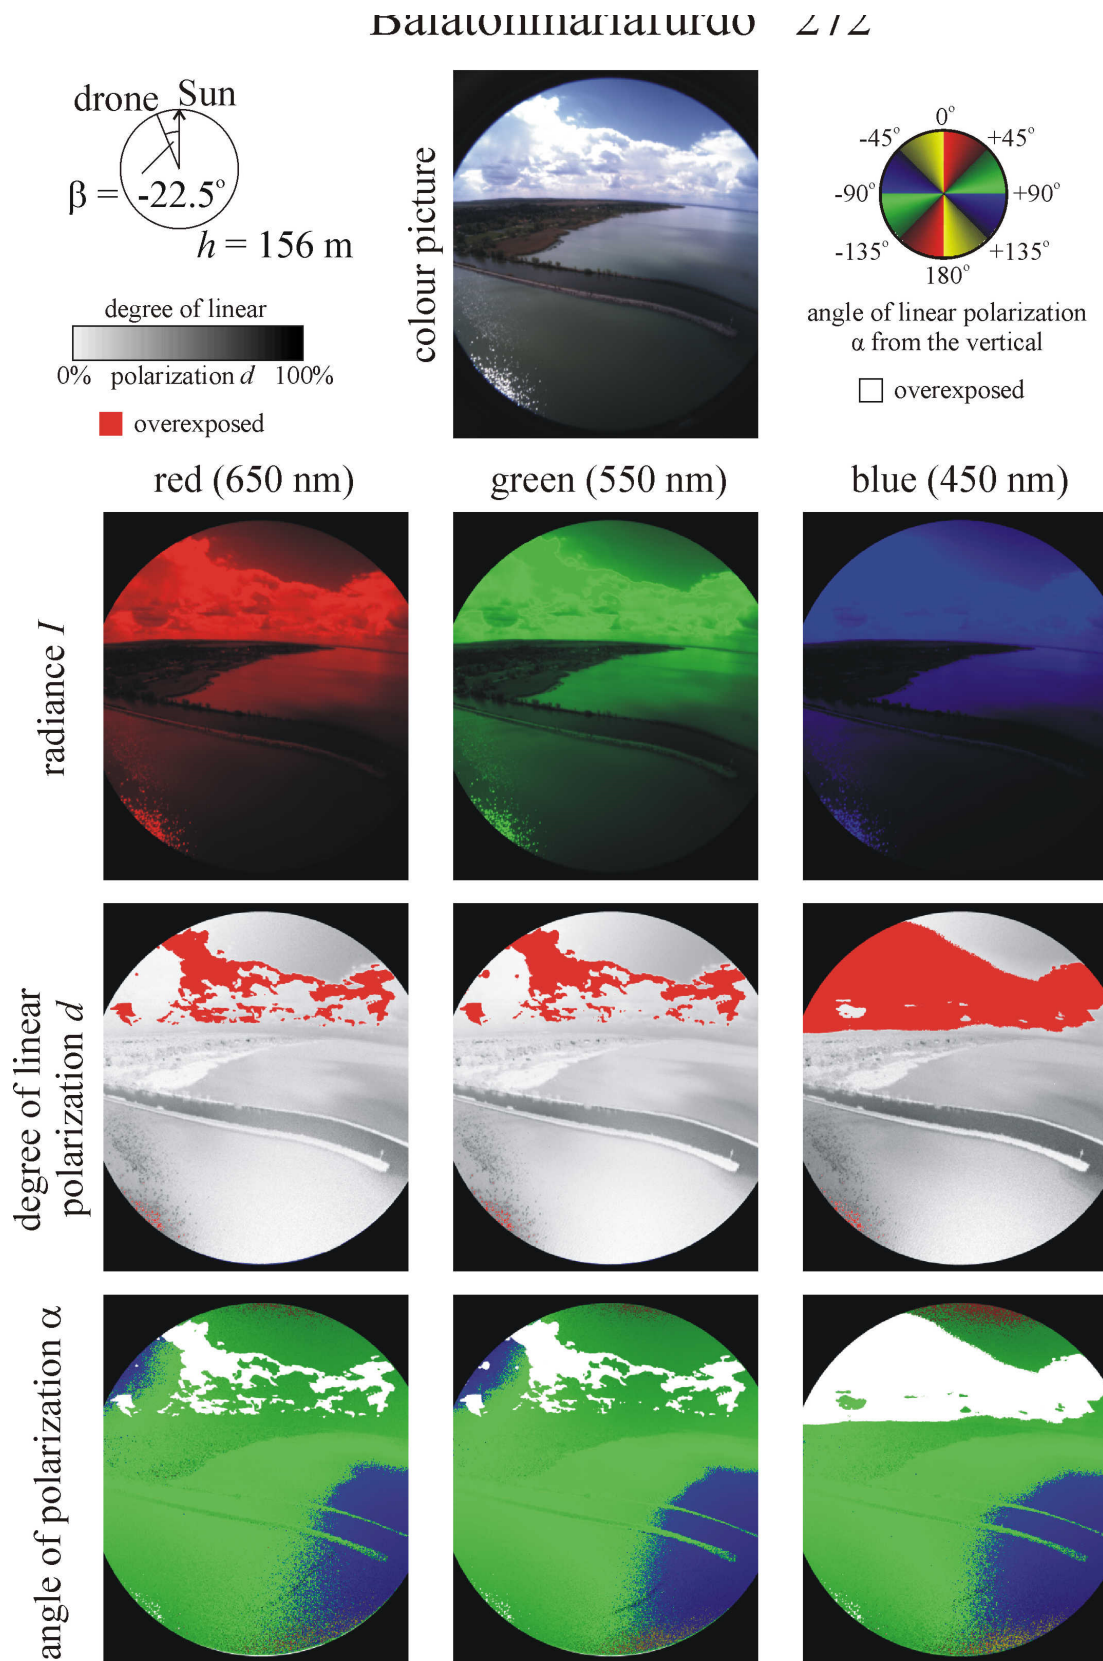 Balatonmáriafürdő 272
drone Sun
β = -22.5°
h = 156 m
degree of linear
0% polarization d 100%
overexposed
colour picture
0°
-45° +45°
-90° +90°
-135° +135°
180°
angle of linear polarization
α from the vertical
overexposed
red (650 nm) green (550 nm) blue (450 nm)
radiance I
degree of linear
polarization d
angle of polarization α